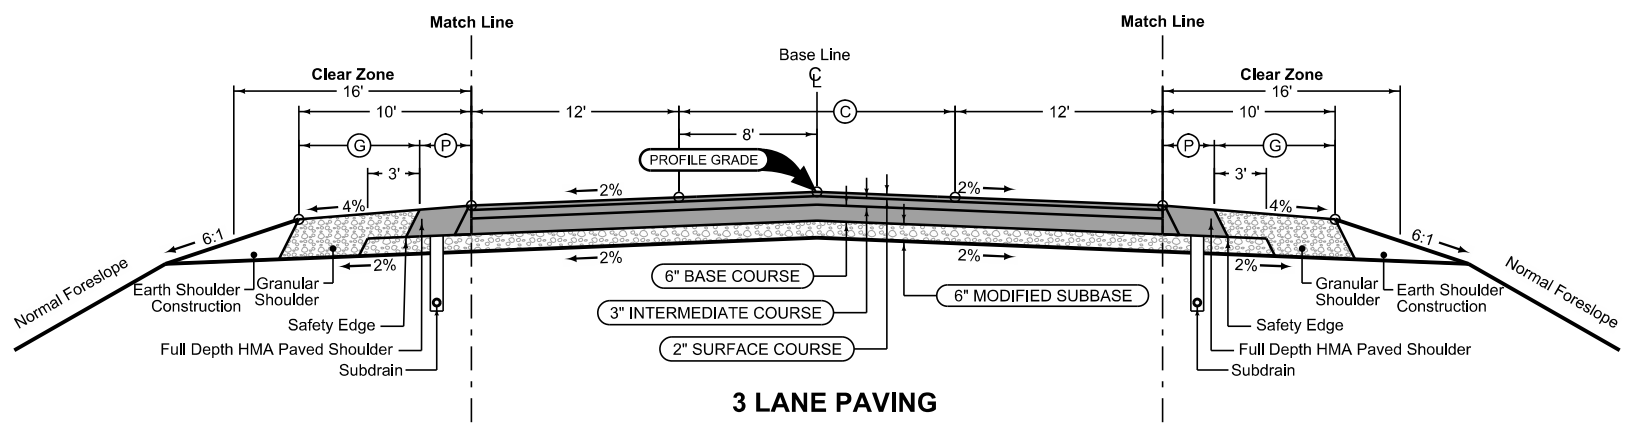 Match Line
Match Line
Base Line
CL
Clear Zone
Clear Zone
16'
16'
10'
12'
C
12'
10'
8'
G
P
P
G
PROFILE GRADE
3'
3'
2%
2%
4%
4%
6:1
6:1
2%
2%
2%
2%
Normal Foreslope
Normal Foreslope
Earth Shoulder
Construction
Granular
Shoulder
6" BASE COURSE
6" MODIFIED SUBBASE
Granular
Shoulder
Earth Shoulder
Construction
3" INTERMEDIATE COURSE
Safety Edge
Safety Edge
Full Depth HMA Paved Shoulder
2" SURFACE COURSE
Full Depth HMA Paved Shoulder
Subdrain
Subdrain
3 LANE PAVING